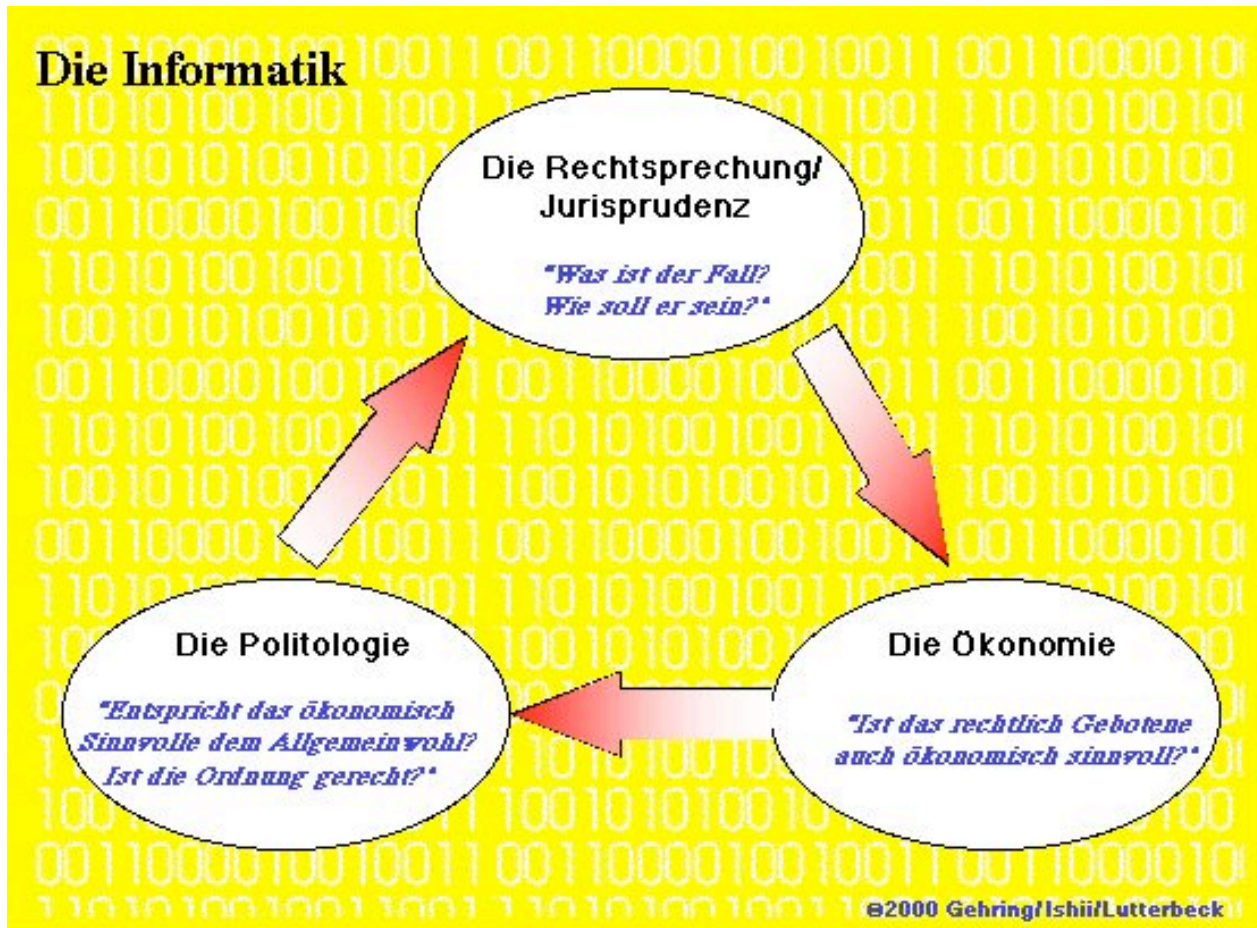 Die Informatik
Die Rechtsprechung/
Jurisprudenz
"Was ist der Fall?
Wie soll er sein?"
Die Politologie
"Entspricht das ökonomisch
Sinnvolle dem Allgemeinwohl?
Ist die Ordnung gerecht?"
Die Ökonomie
"Ist das rechtlich Gebotene
auch ökonomisch sinnvoll?"
©2000 Gehring/Ishii/Lutterbeck